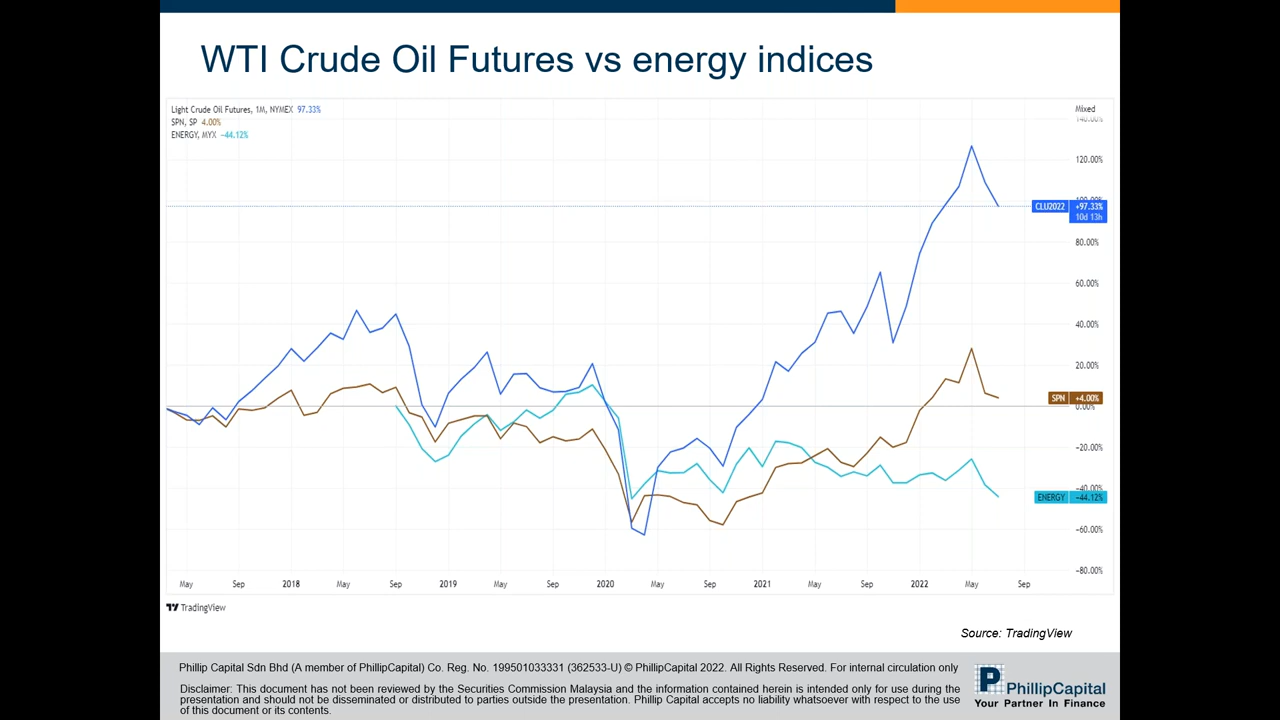 WTI Crude Oil Futures vs energy indices
Light Crude Oil Futures, 1M, NYMEX 97.33%
SPN, SP 4.00%
ENERGY, MYX −44.12%
Mixed
140.00%
120.00%
100.00%
CLU2022 +97.33%
10d 13h
80.00%
60.00%
40.00%
20.00%
SPN +4.00%
0.00%
−20.00%
−40.00%
ENERGY −44.12%
−60.00%
−80.00%
May Sep 2018 May Sep 2019 May Sep 2020 May Sep 2021 May Sep 2022 May Sep
TradingView
Source: TradingView
Phillip Capital Sdn Bhd (A member of PhillipCapital) Co. Reg. No. 199501033331 (362533-U) © PhillipCapital 2022. All Rights Reserved. For internal circulation only
Disclaimer: This document has not been reviewed by the Securities Commission Malaysia and the information contained herein is intended only for use during the
presentation and should not be disseminated or distributed to parties outside the presentation. Phillip Capital accepts no liability whatsoever with respect to the use
of this document or its contents.
P PhillipCapital
Your Partner In Finance